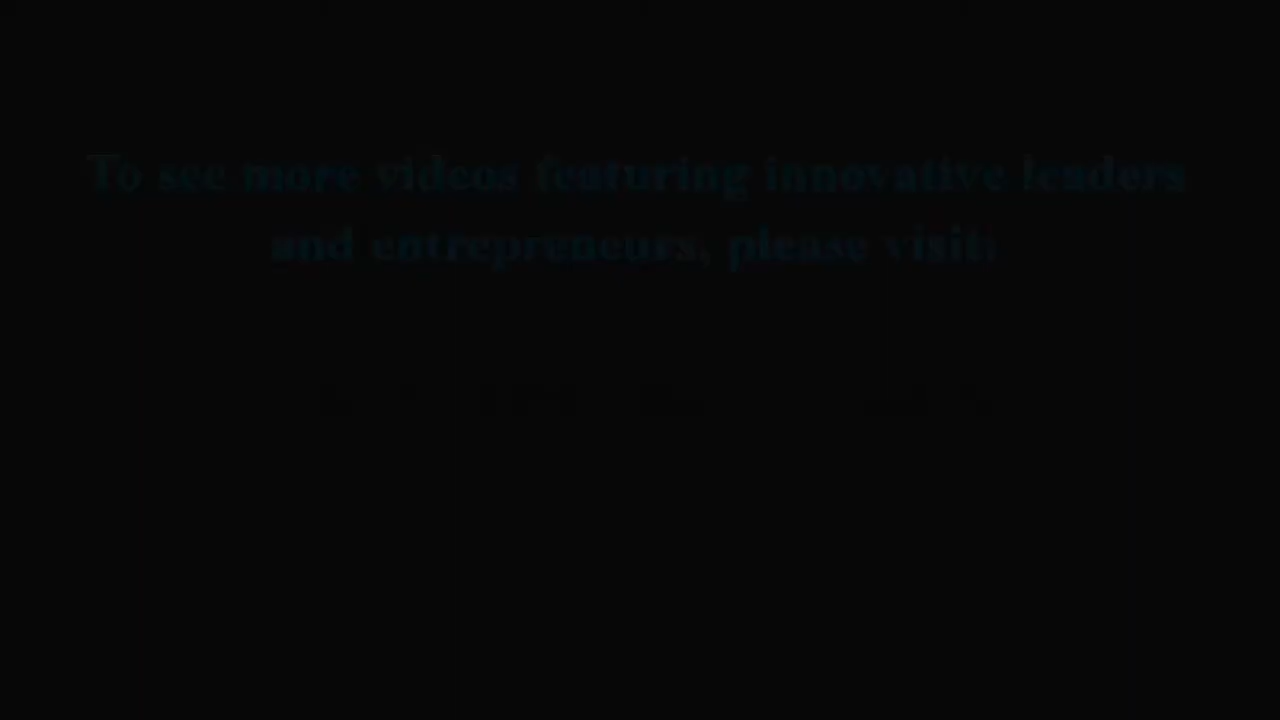 To see more videos featuring innovative leaders
and entrepreneurs, please visit: